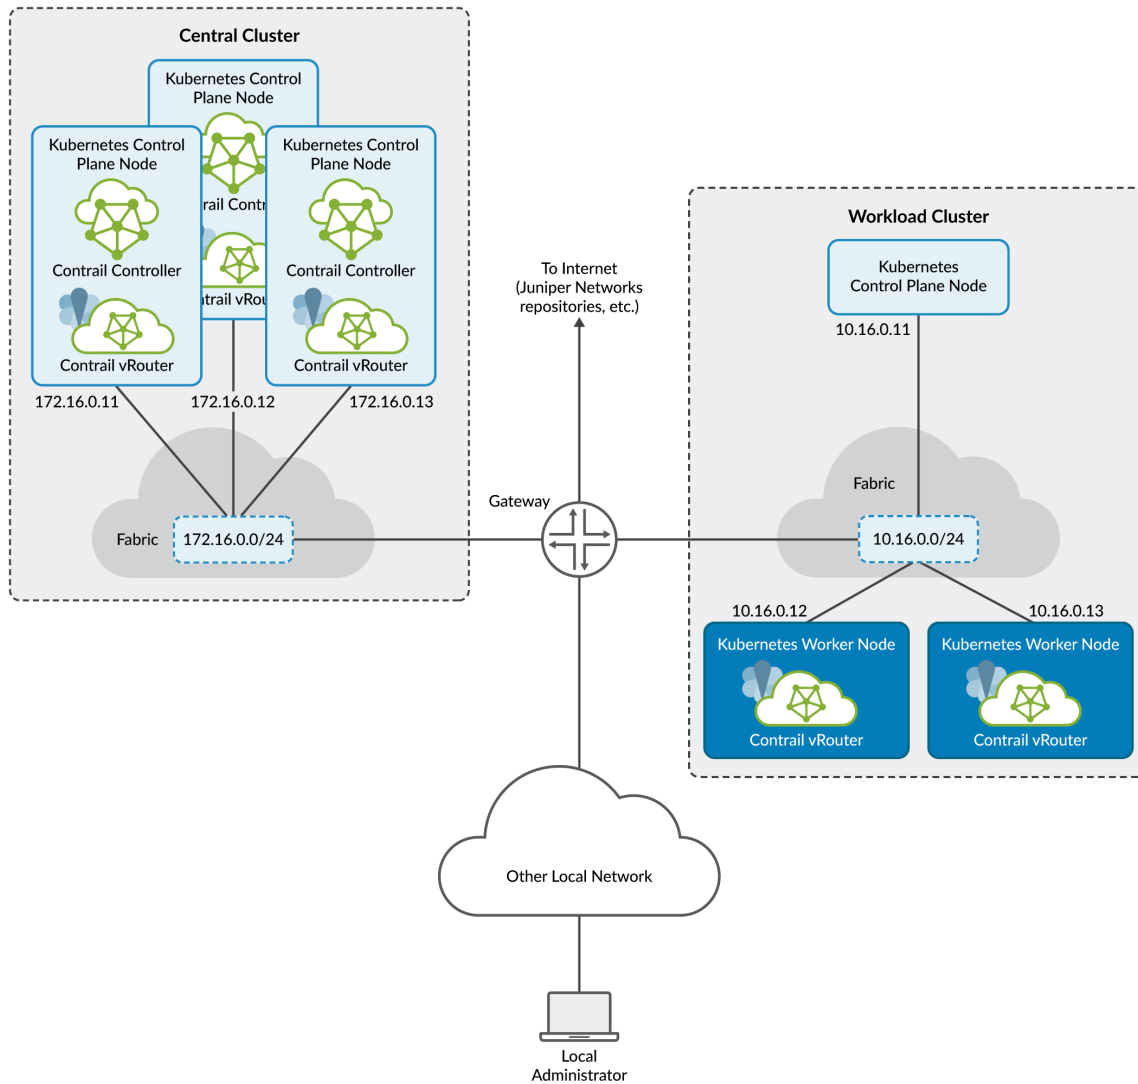 Central Cluster
Kubernetes Control
Plane Node
Kubernetes Control
Plane Node
Contrail Controller
Contrail vRouter
172.16.0.11
rail Cont
trail vRou
172.16.0.12
Kubernetes Control
Plane Node
Contrail Controller
Contrail vRouter
172.16.0.13
Fabric
172.16.0.0/24
To Internet
(Juniper Networks
repositories, etc.)
Gateway
Workload Cluster
Kubernetes
Control Plane Node
10.16.0.11
Fabric
10.16.0.0/24
10.16.0.12
10.16.0.13
Kubernetes Worker Node
Contrail vRouter
Kubernetes Worker Node
Contrail vRouter
Other Local Network
Local
Administrator